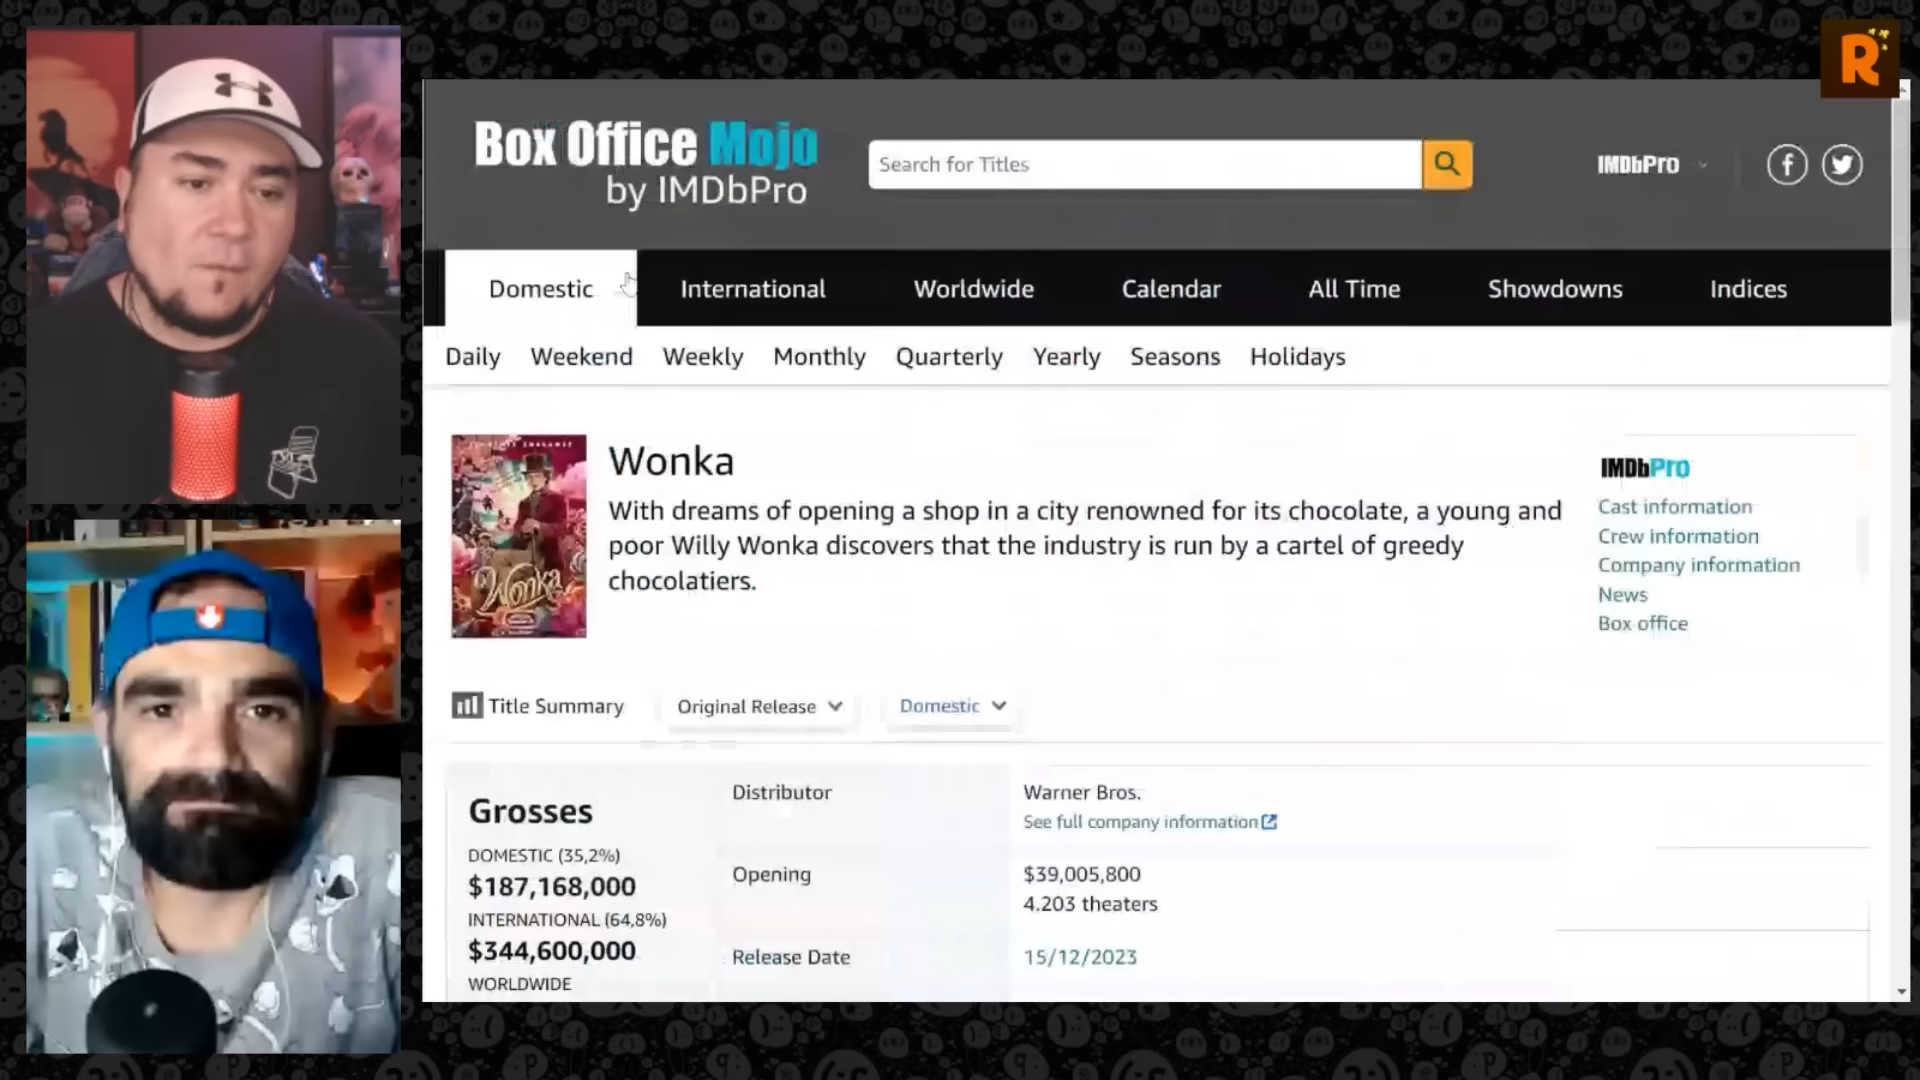 R
Box Office Mojo
by IMDbPro
Search for Titles
IMDbPro
Domestic International Worldwide Calendar All Time Showdowns Indices
Daily Weekend Weekly Monthly Quarterly Yearly Seasons Holidays
Wonka
With dreams of opening a shop in a city renowned for its chocolate, a young and
poor Willy Wonka discovers that the industry is run by a cartel of greedy
chocolatiers.
Wonka
IMDbPro
Cast information
Crew information
Company information
News
Box office
Title Summary Original Release Domestic
Grosses
DOMESTIC (35,2%)
$187,168,000
INTERNATIONAL (64,8%)
$344,600,000
WORLDWIDE
Distributor
Warner Bros.
See full company information
Opening
$39,005,800
4.203 theaters
Release Date
15/12/2023